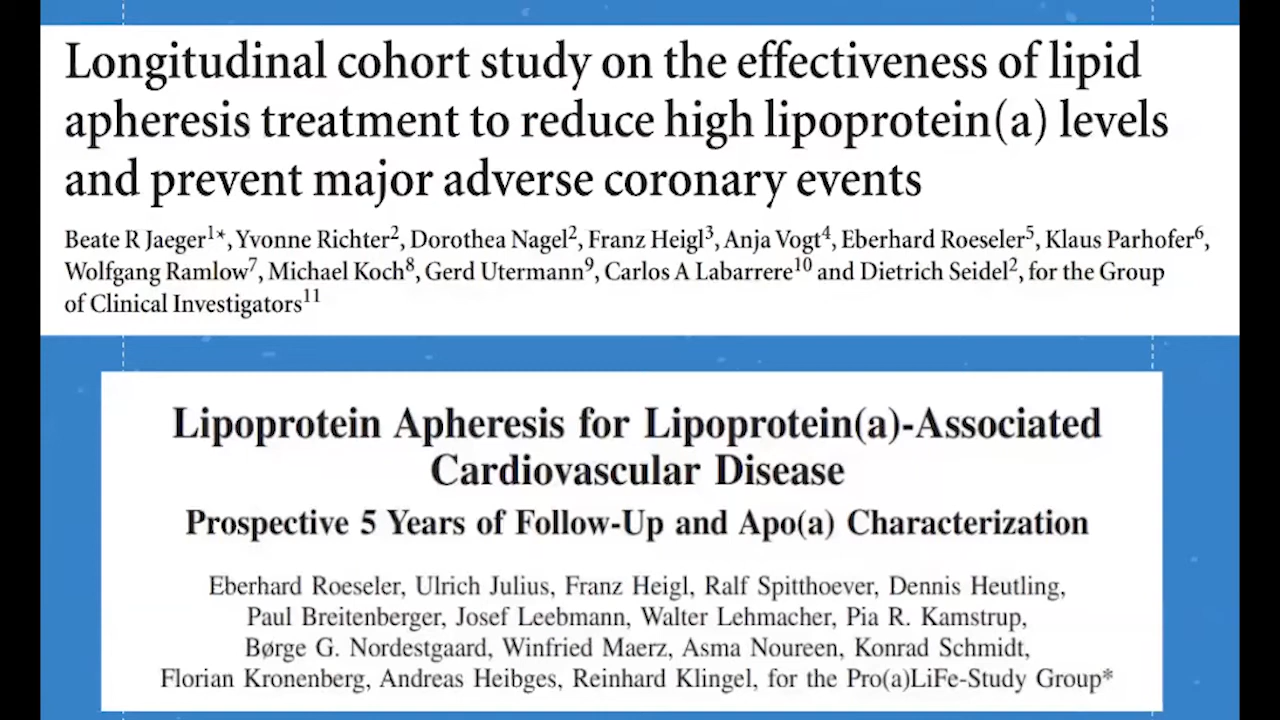 Longitudinal cohort study on the effectiveness of lipid
apheresis treatment to reduce high lipoprotein(a) levels
and prevent major adverse coronary events
Beate R Jaeger1*, Yvonne Richter2, Dorothea Nagel2, Franz Heigl3, Anja Vogt4, Eberhard Roeseler5, Klaus Parhofer6,
Wolfgang Ramlow7, Michael Koch8, Gerd Utermann9, Carlos A Labarrere10 and Dietrich Seidel2, for the Group
of Clinical Investigators11
Lipoprotein Apheresis for Lipoprotein(a)-Associated
Cardiovascular Disease
Prospective 5 Years of Follow-Up and Apo(a) Characterization
Eberhard Roeseler, Ulrich Julius, Franz Heigl, Ralf Spitthoever, Dennis Heutling,
Paul Breitenberger, Josef Leebmann, Walter Lehmacher, Pia R. Kamstrup,
Børge G. Nordestgaard, Winfried Maerz, Asma Noureen, Konrad Schmidt,
Florian Kronenberg, Andreas Heibges, Reinhard Klingel, for the Pro(a)LiFe-Study Group*